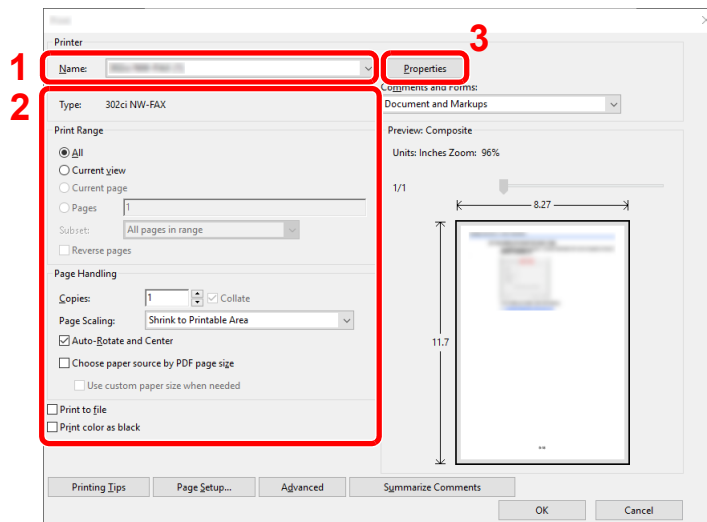 3
Printer
1
Name:
Properties
2
Comments and Forms:
Type: 302ci NW-FAX
Document and Markups
Print Range
Preview: Composite
All
Units: Inches Zoom: 96%
Current view
Current page
1/1
Pages 1
8.27
Subset: All pages in range
Reverse pages
Page Handling
Copies: 1 Collate
Page Scaling: Shrink to Printable Area
Auto-Rotate and Center
11.7
Choose paper source by PDF page size
Use custom paper size when needed
Print to file
Print color as black
Printing Tips Page Setup... Advanced Summarize Comments
OK Cancel